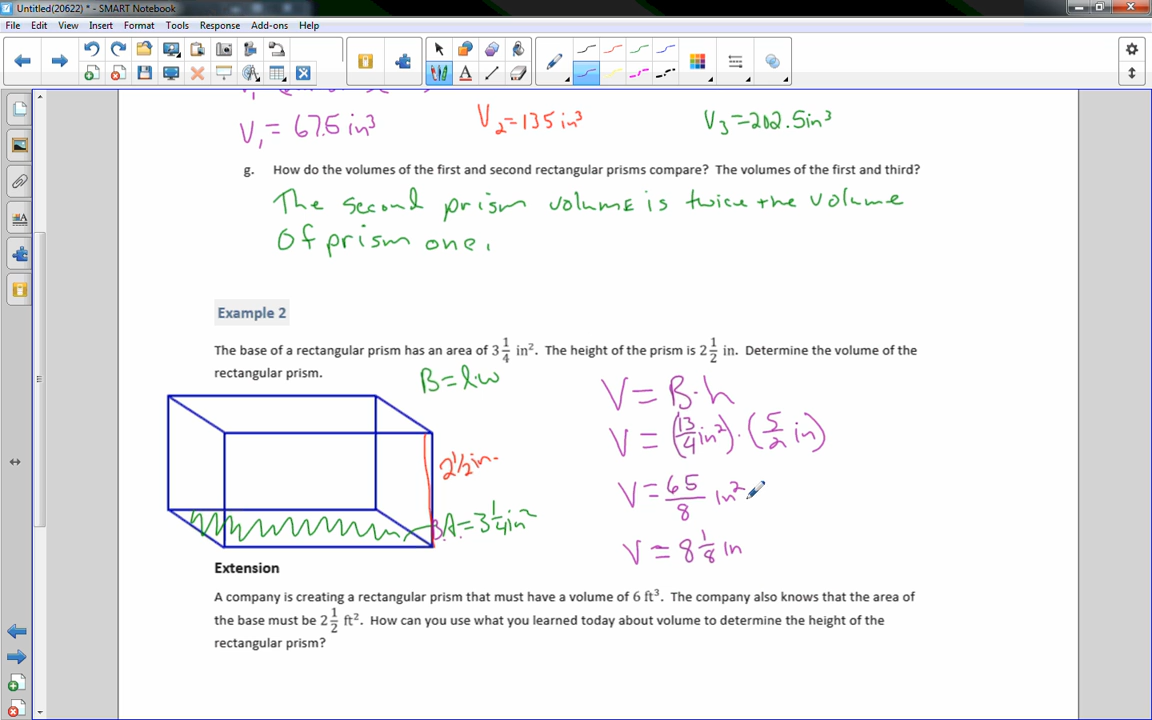 Untitled(20622) * - SMART Notebook
File Edit View Insert Format Tools Response Add-ons Help
V₁ = 67.5 in³ V₂ = 135 in³ V₃ = 202.5 in³
g. How do the volumes of the first and second rectangular prisms compare? The volumes of the first and third?
The second prism volume is twice the volume
Of prism one.
Example 2
The base of a rectangular prism has an area of 3 1/4 in². The height of the prism is 2 1/2 in. Determine the volume of the
rectangular prism.
B = l·w
2 1/2 in.
B.A. = 3 1/4 in²
V = B·h
V = (13/4 in²) · (5/2 in)
V = 65/8 in²
V = 8 1/8 in
Extension
A company is creating a rectangular prism that must have a volume of 6 ft³. The company also knows that the area of
the base must be 2 1/2 ft². How can you use what you learned today about volume to determine the height of the
rectangular prism?